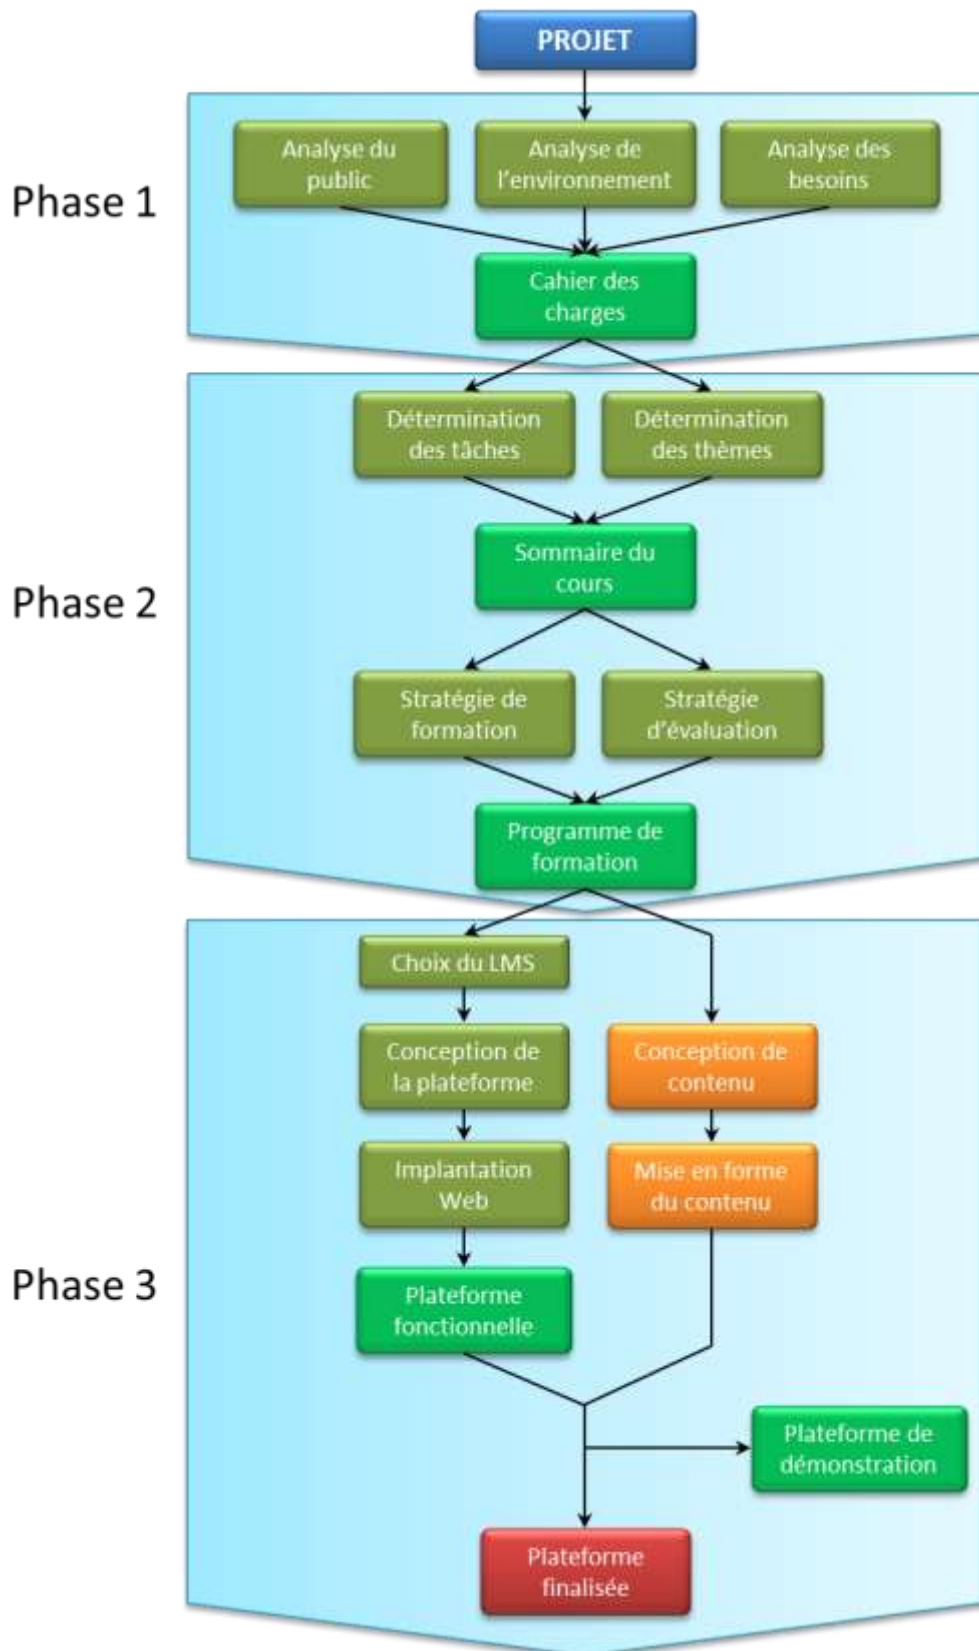 PROJET
Phase 1
Analyse du
public
Analyse de
l'environnement
Analyse des
besoins
Cahier des
charges
Phase 2
Détermination
des tâches
Détermination
des thèmes
Sommaire du
cours
Stratégie de
formation
Stratégie
d'évaluation
Programme de
formation
Phase 3
Choix du LMS
Conception de
la plateforme
Conception de
contenu
Implantation
Web
Mise en forme
du contenu
Plateforme
fonctionnelle
Plateforme de
démonstration
Plateforme
finalisée